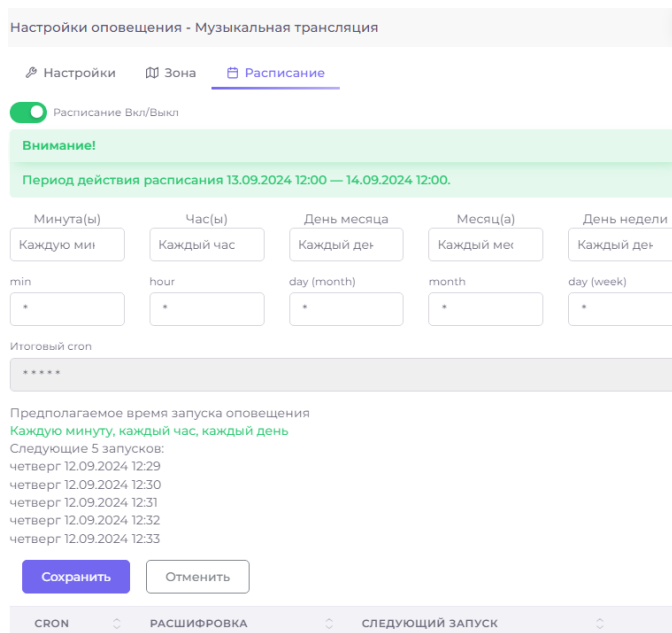 Настройки оповещения - Музыкальная трансляция
Настройки Зона Расписание
Расписание Вкл/Выкл
Внимание!
Период действия расписания 13.09.2024 12:00 — 14.09.2024 12:00.
Минута(ы) Час(ы) День месяца Месяц(а) День недели
Каждую мин Каждый час Каждый ден Каждый мес Каждый ден
min hour day (month) month day (week)
* * * * *
Итоговый cron
* * * * *
Предполагаемое время запуска оповещения
Каждую минуту, каждый час, каждый день
Следующие 5 запусков:
четверг 12.09.2024 12:29
четверг 12.09.2024 12:30
четверг 12.09.2024 12:31
четверг 12.09.2024 12:32
четверг 12.09.2024 12:33
Сохранить Отменить
CRON РАСШИФРОВКА СЛЕДУЮЩИЙ ЗАПУСК